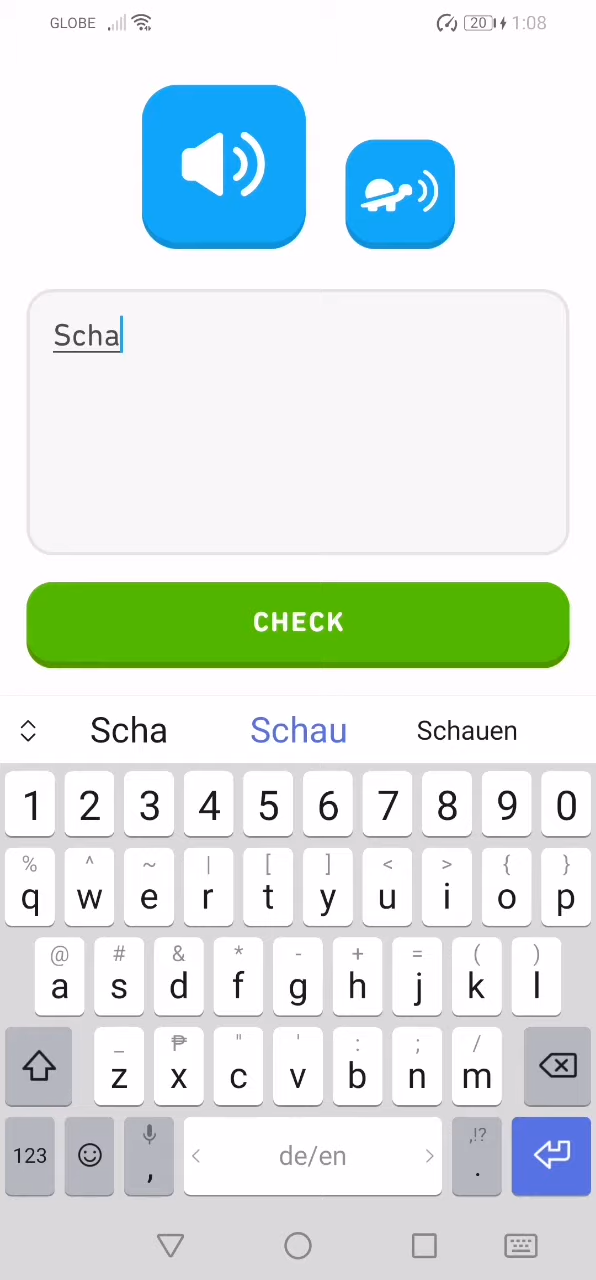 GLOBE 20 1:08
Scha
CHECK
Scha Schau Schauen
1 2 3 4 5 6 7 8 9 0
% ^ ~ | [ ] < > { }
q w e r t y u i o p
@ # & * - + = ( )
a s d f g h j k l
_ ₱ " ' : ; /
z x c v b n m
123 , < de/en > ,!? .